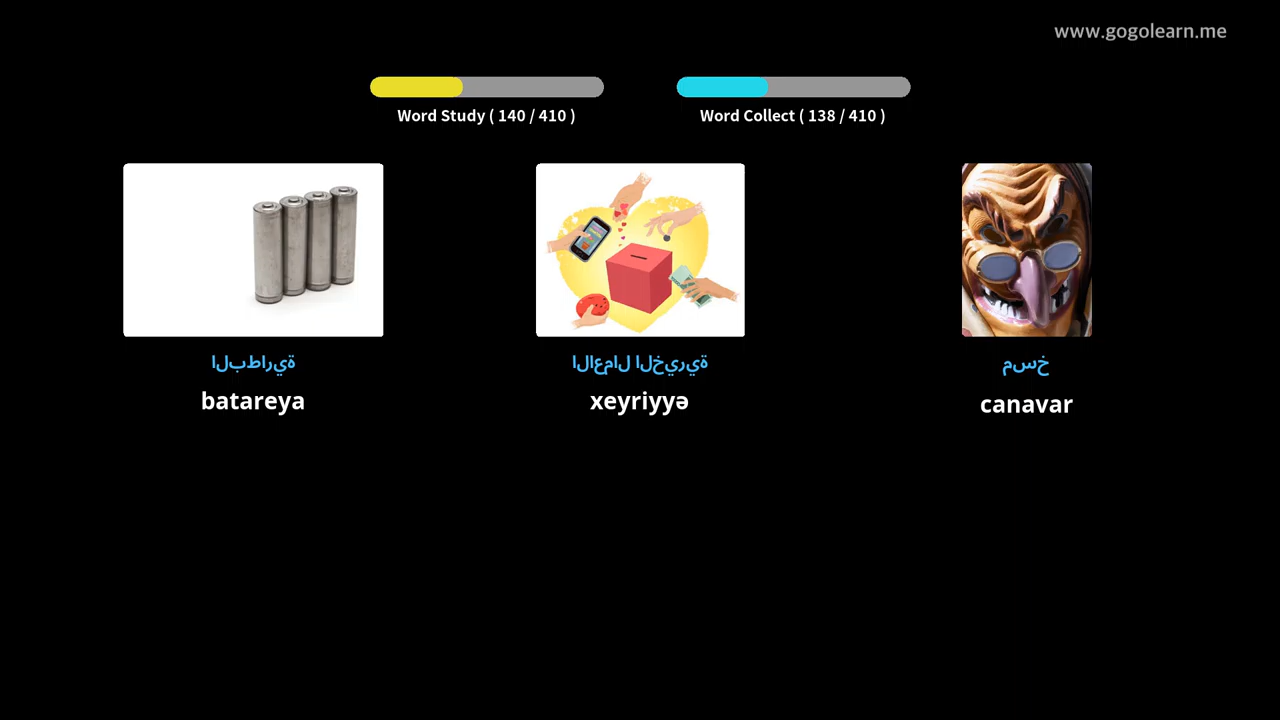 www.gogolearn.me
Word Study ( 140 / 410 )
Word Collect ( 138 / 410 )
البطارية
الاعمال الخيرية
مسخ
batareya
xeyriyyə
canavar